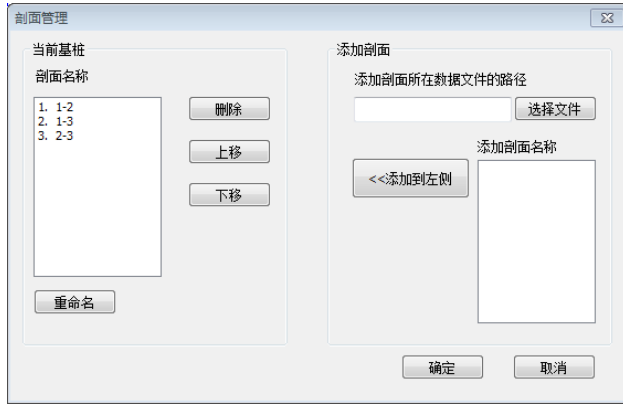 剖面管理
当前基桩
剖面名称
1. 1-2
2. 1-3
3. 2-3
删除
上移
下移
重命名
添加剖面
添加剖面所在数据文件的路径
选择文件
添加剖面名称
<<添加到左侧
确定
取消